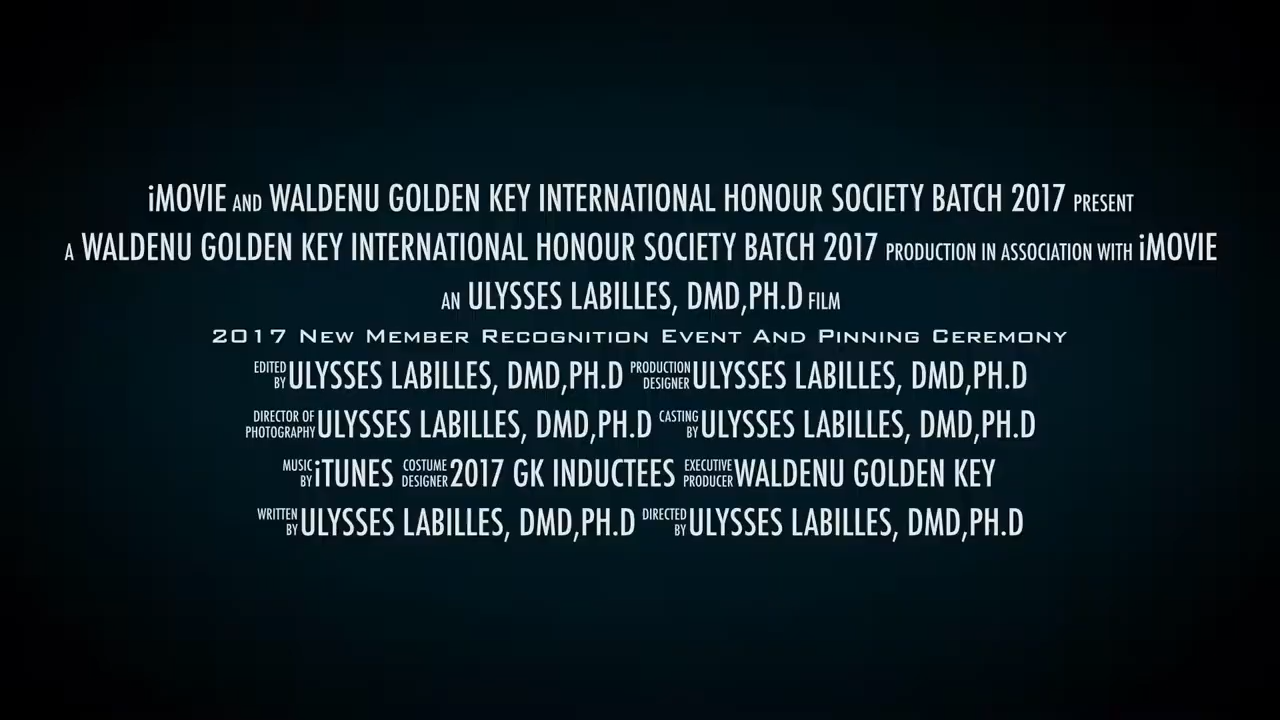 iMOVIE AND WALDENU GOLDEN KEY INTERNATIONAL HONOUR SOCIETY BATCH 2017 PRESENT
A WALDENU GOLDEN KEY INTERNATIONAL HONOUR SOCIETY BATCH 2017 PRODUCTION IN ASSOCIATION WITH iMOVIE
AN ULYSSES LABILLES, DMD,PH.D FILM
2017 New Member Recognition Event And Pinning Ceremony
EDITED BY ULYSSES LABILLES, DMD,PH.D PRODUCTION DESIGNER ULYSSES LABILLES, DMD,PH.D
DIRECTOR OF PHOTOGRAPHY ULYSSES LABILLES, DMD,PH.D CASTING BY ULYSSES LABILLES, DMD,PH.D
MUSIC BY iTUNES COSTUME DESIGNER 2017 GK INDUCTEES EXECUTIVE PRODUCER WALDENU GOLDEN KEY
WRITTEN BY ULYSSES LABILLES, DMD,PH.D DIRECTED BY ULYSSES LABILLES, DMD,PH.D